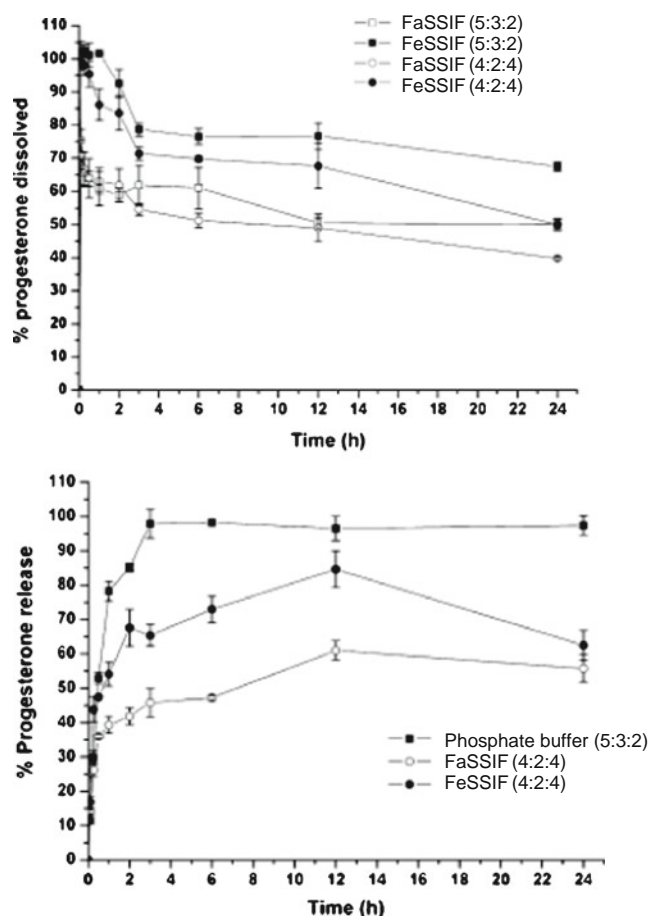 FaSSIF (5:3:2)
FeSSIF (5:3:2)
FaSSIF (4:2:4)
FeSSIF (4:2:4)
% progesterone dissolved
110
100
90
80
70
60
50
40
30
20
10
0
0 2 4 6 8 10 12 14 16 18 20 22 24
Time (h)
% Progesterone release
110
100
90
80
70
60
50
40
30
20
10
0
Phosphate buffer (5:3:2)
FaSSIF (4:2:4)
FeSSIF (4:2:4)
0 2 4 6 8 10 12 14 16 18 20 22 24
Time (h)